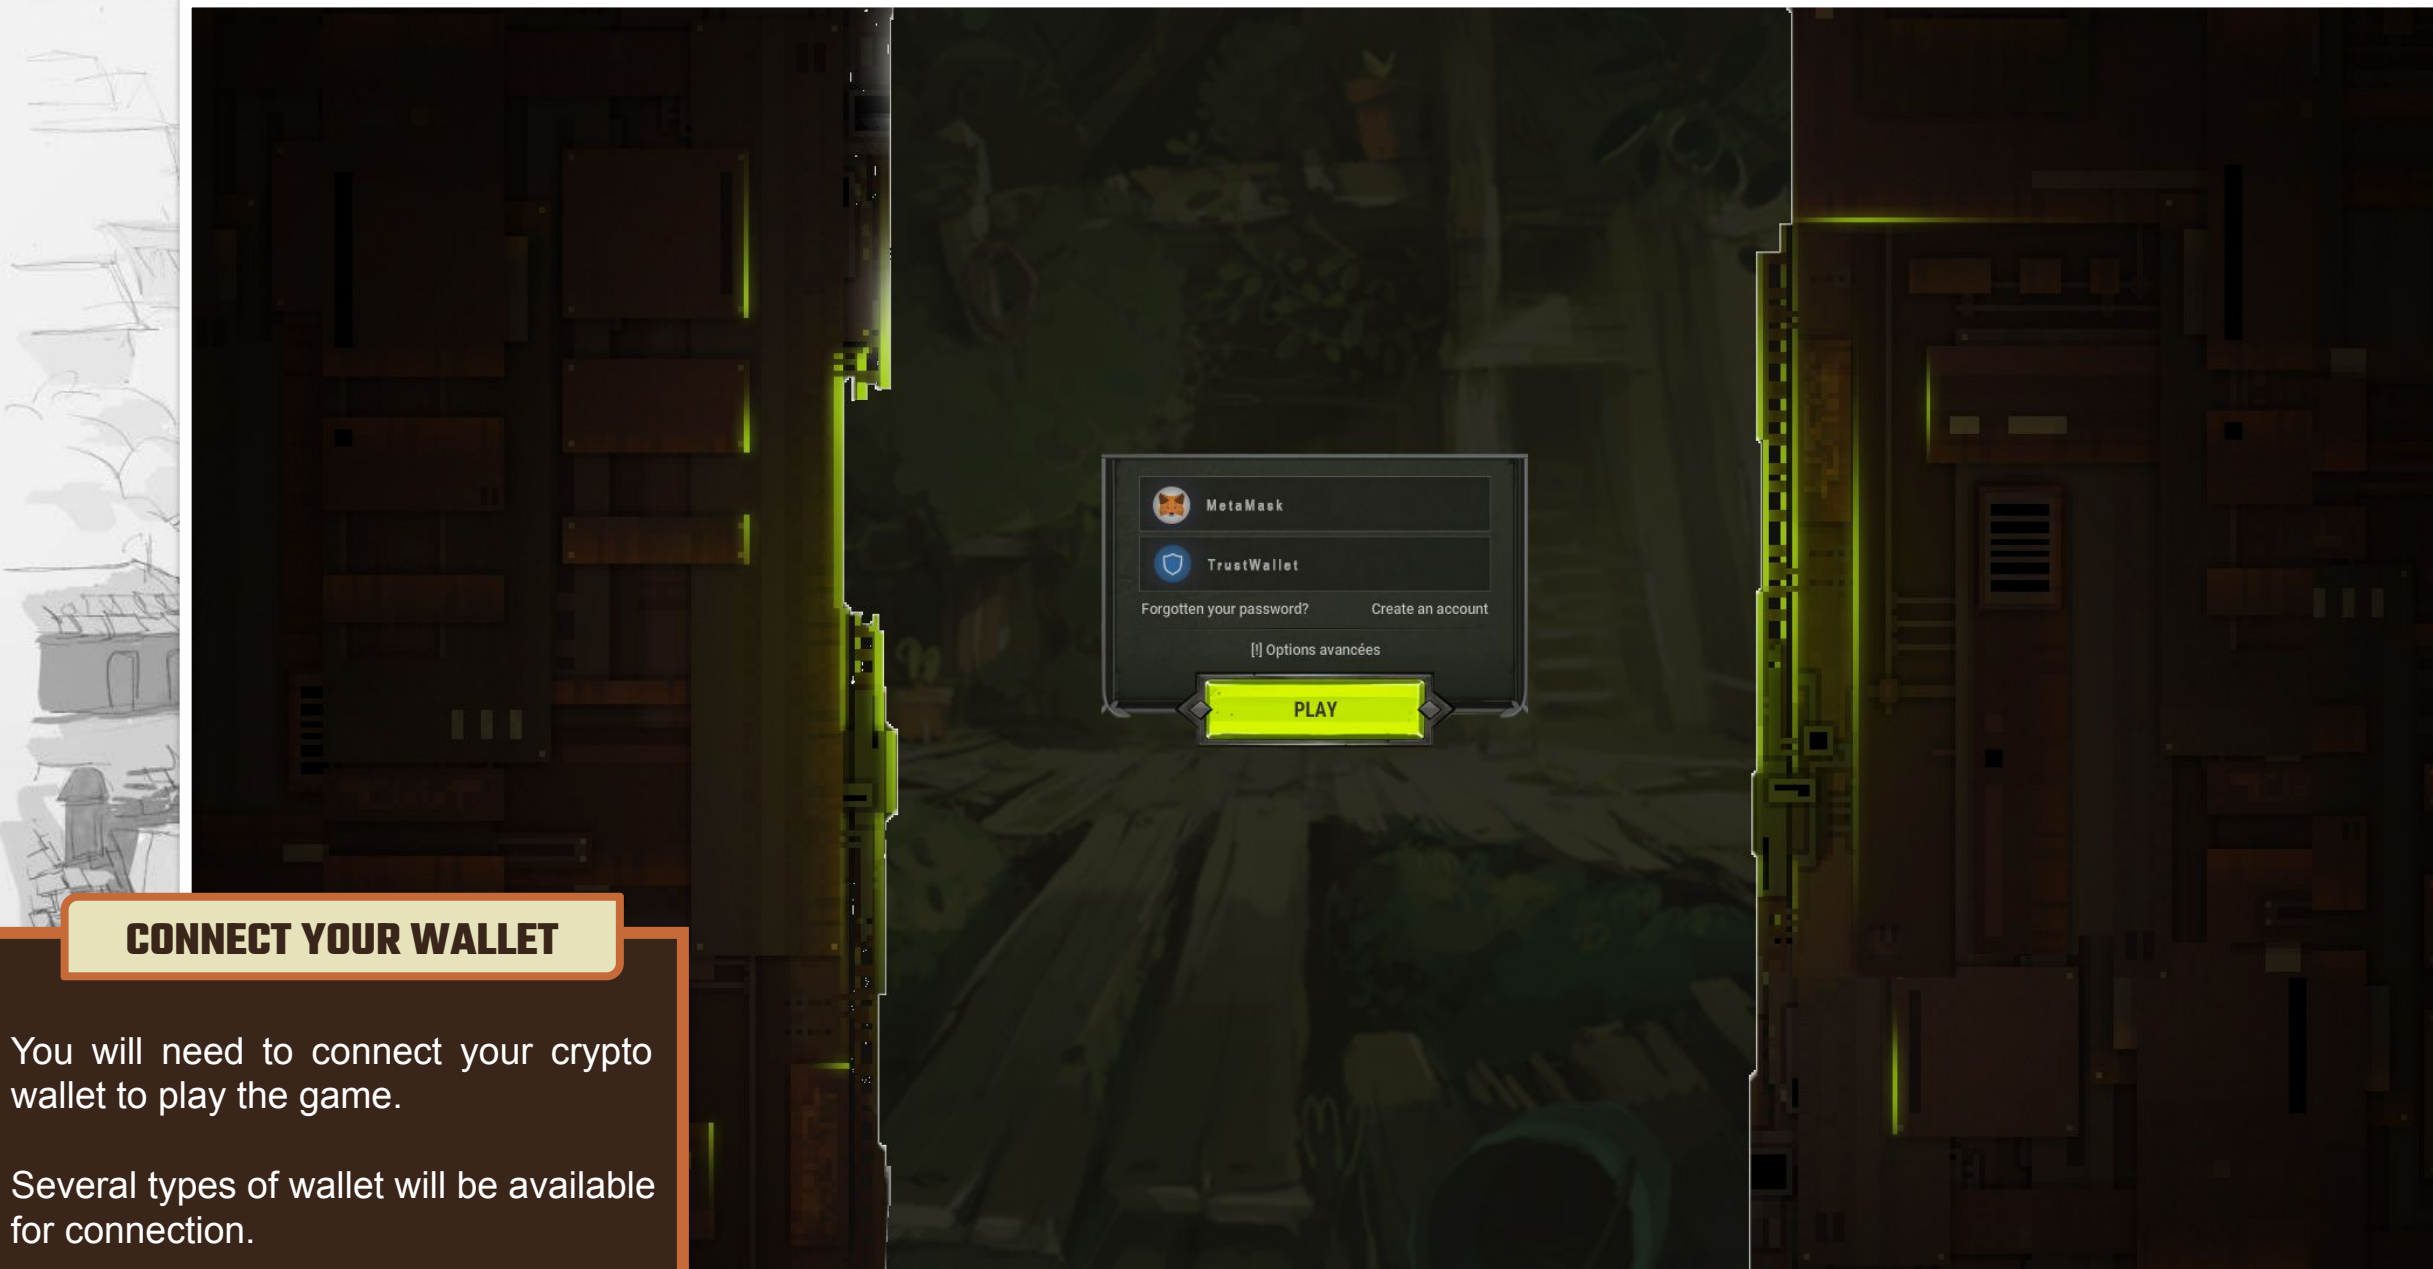 MetaMask
TrustWallet
Forgotten your password? Create an account
[!] Options avancées
PLAY
CONNECT YOUR WALLET
You will need to connect your crypto
wallet to play the game.
Several types of wallet will be available
for connection.